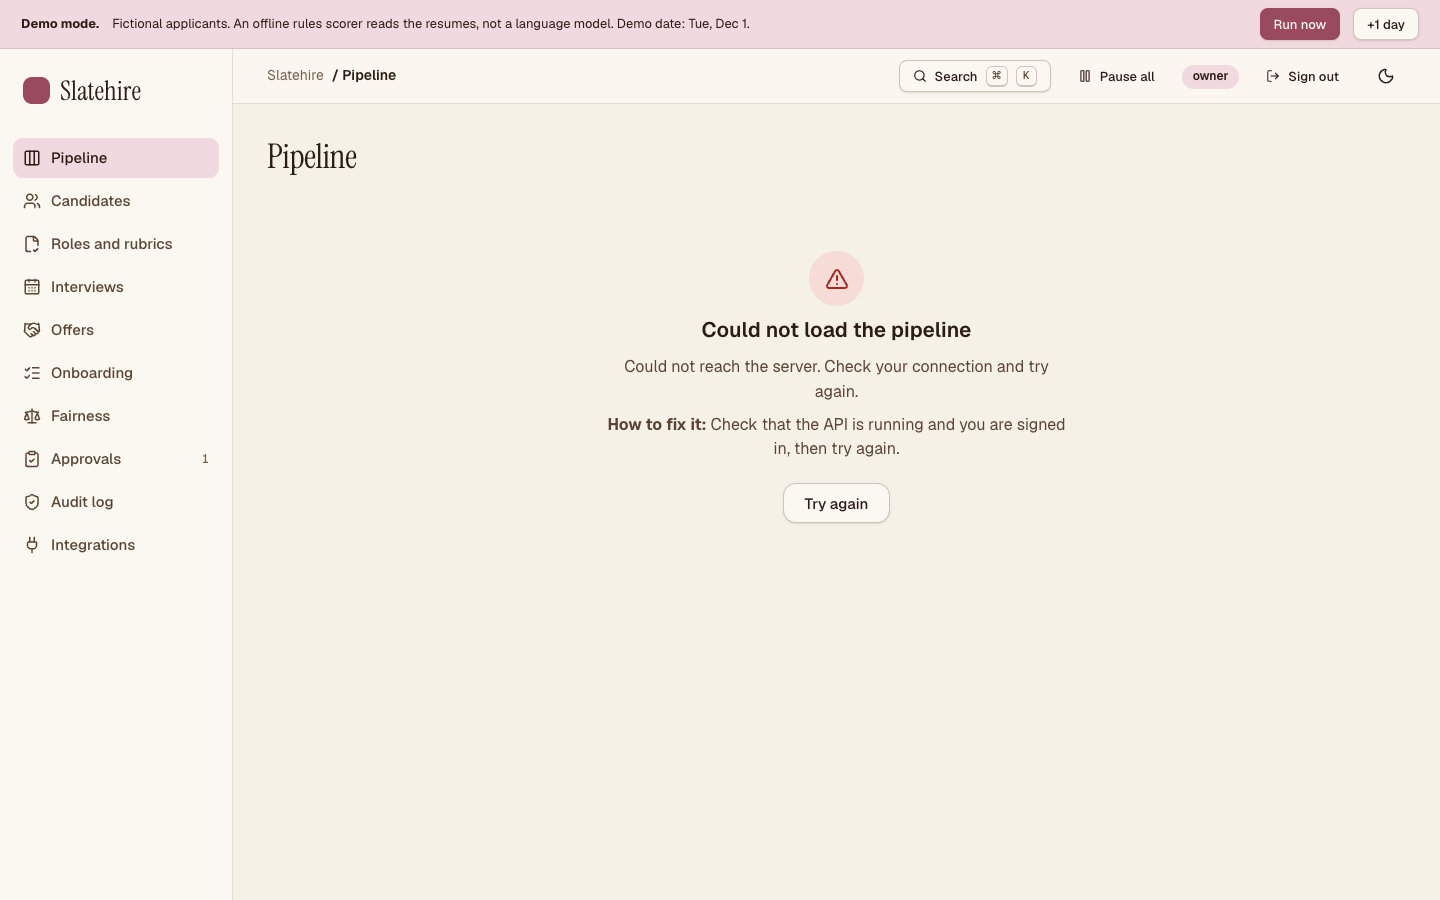 Demo mode. Fictional applicants. An offline rules scorer reads the resumes, not a language model. Demo date: Tue, Dec 1.
Run now
+1 day
Slatehire
Slatehire / Pipeline
Search ⌘ K
Pause all
owner
Sign out
Pipeline
Candidates
Roles and rubrics
Interviews
Offers
Onboarding
Fairness
Approvals 1
Audit log
Integrations
Pipeline
Could not load the pipeline
Could not reach the server. Check your connection and try
again.
How to fix it: Check that the API is running and you are signed
in, then try again.
Try again